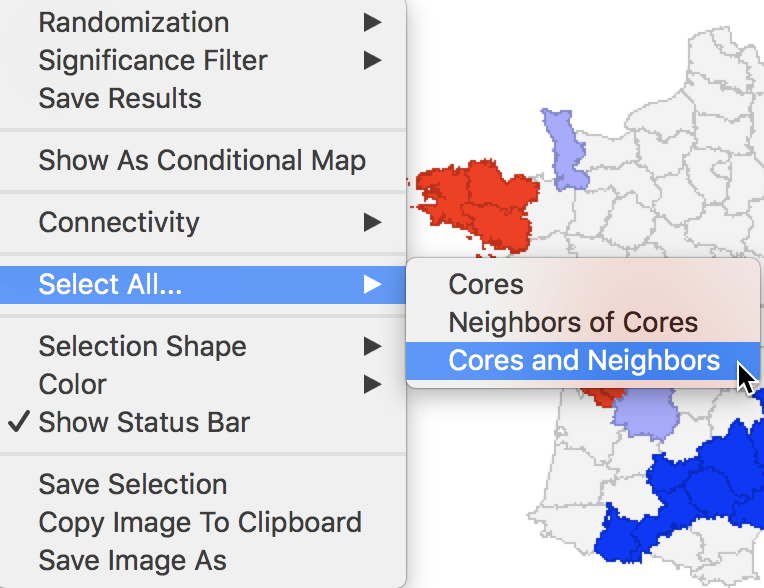 Randomization
Significance Filter
Save Results
Show As Conditional Map
Connectivity
Select All...
Cores
Neighbors of Cores
Cores and Neighbors
Selection Shape
Color
Show Status Bar
Save Selection
Copy Image To Clipboard
Save Image As